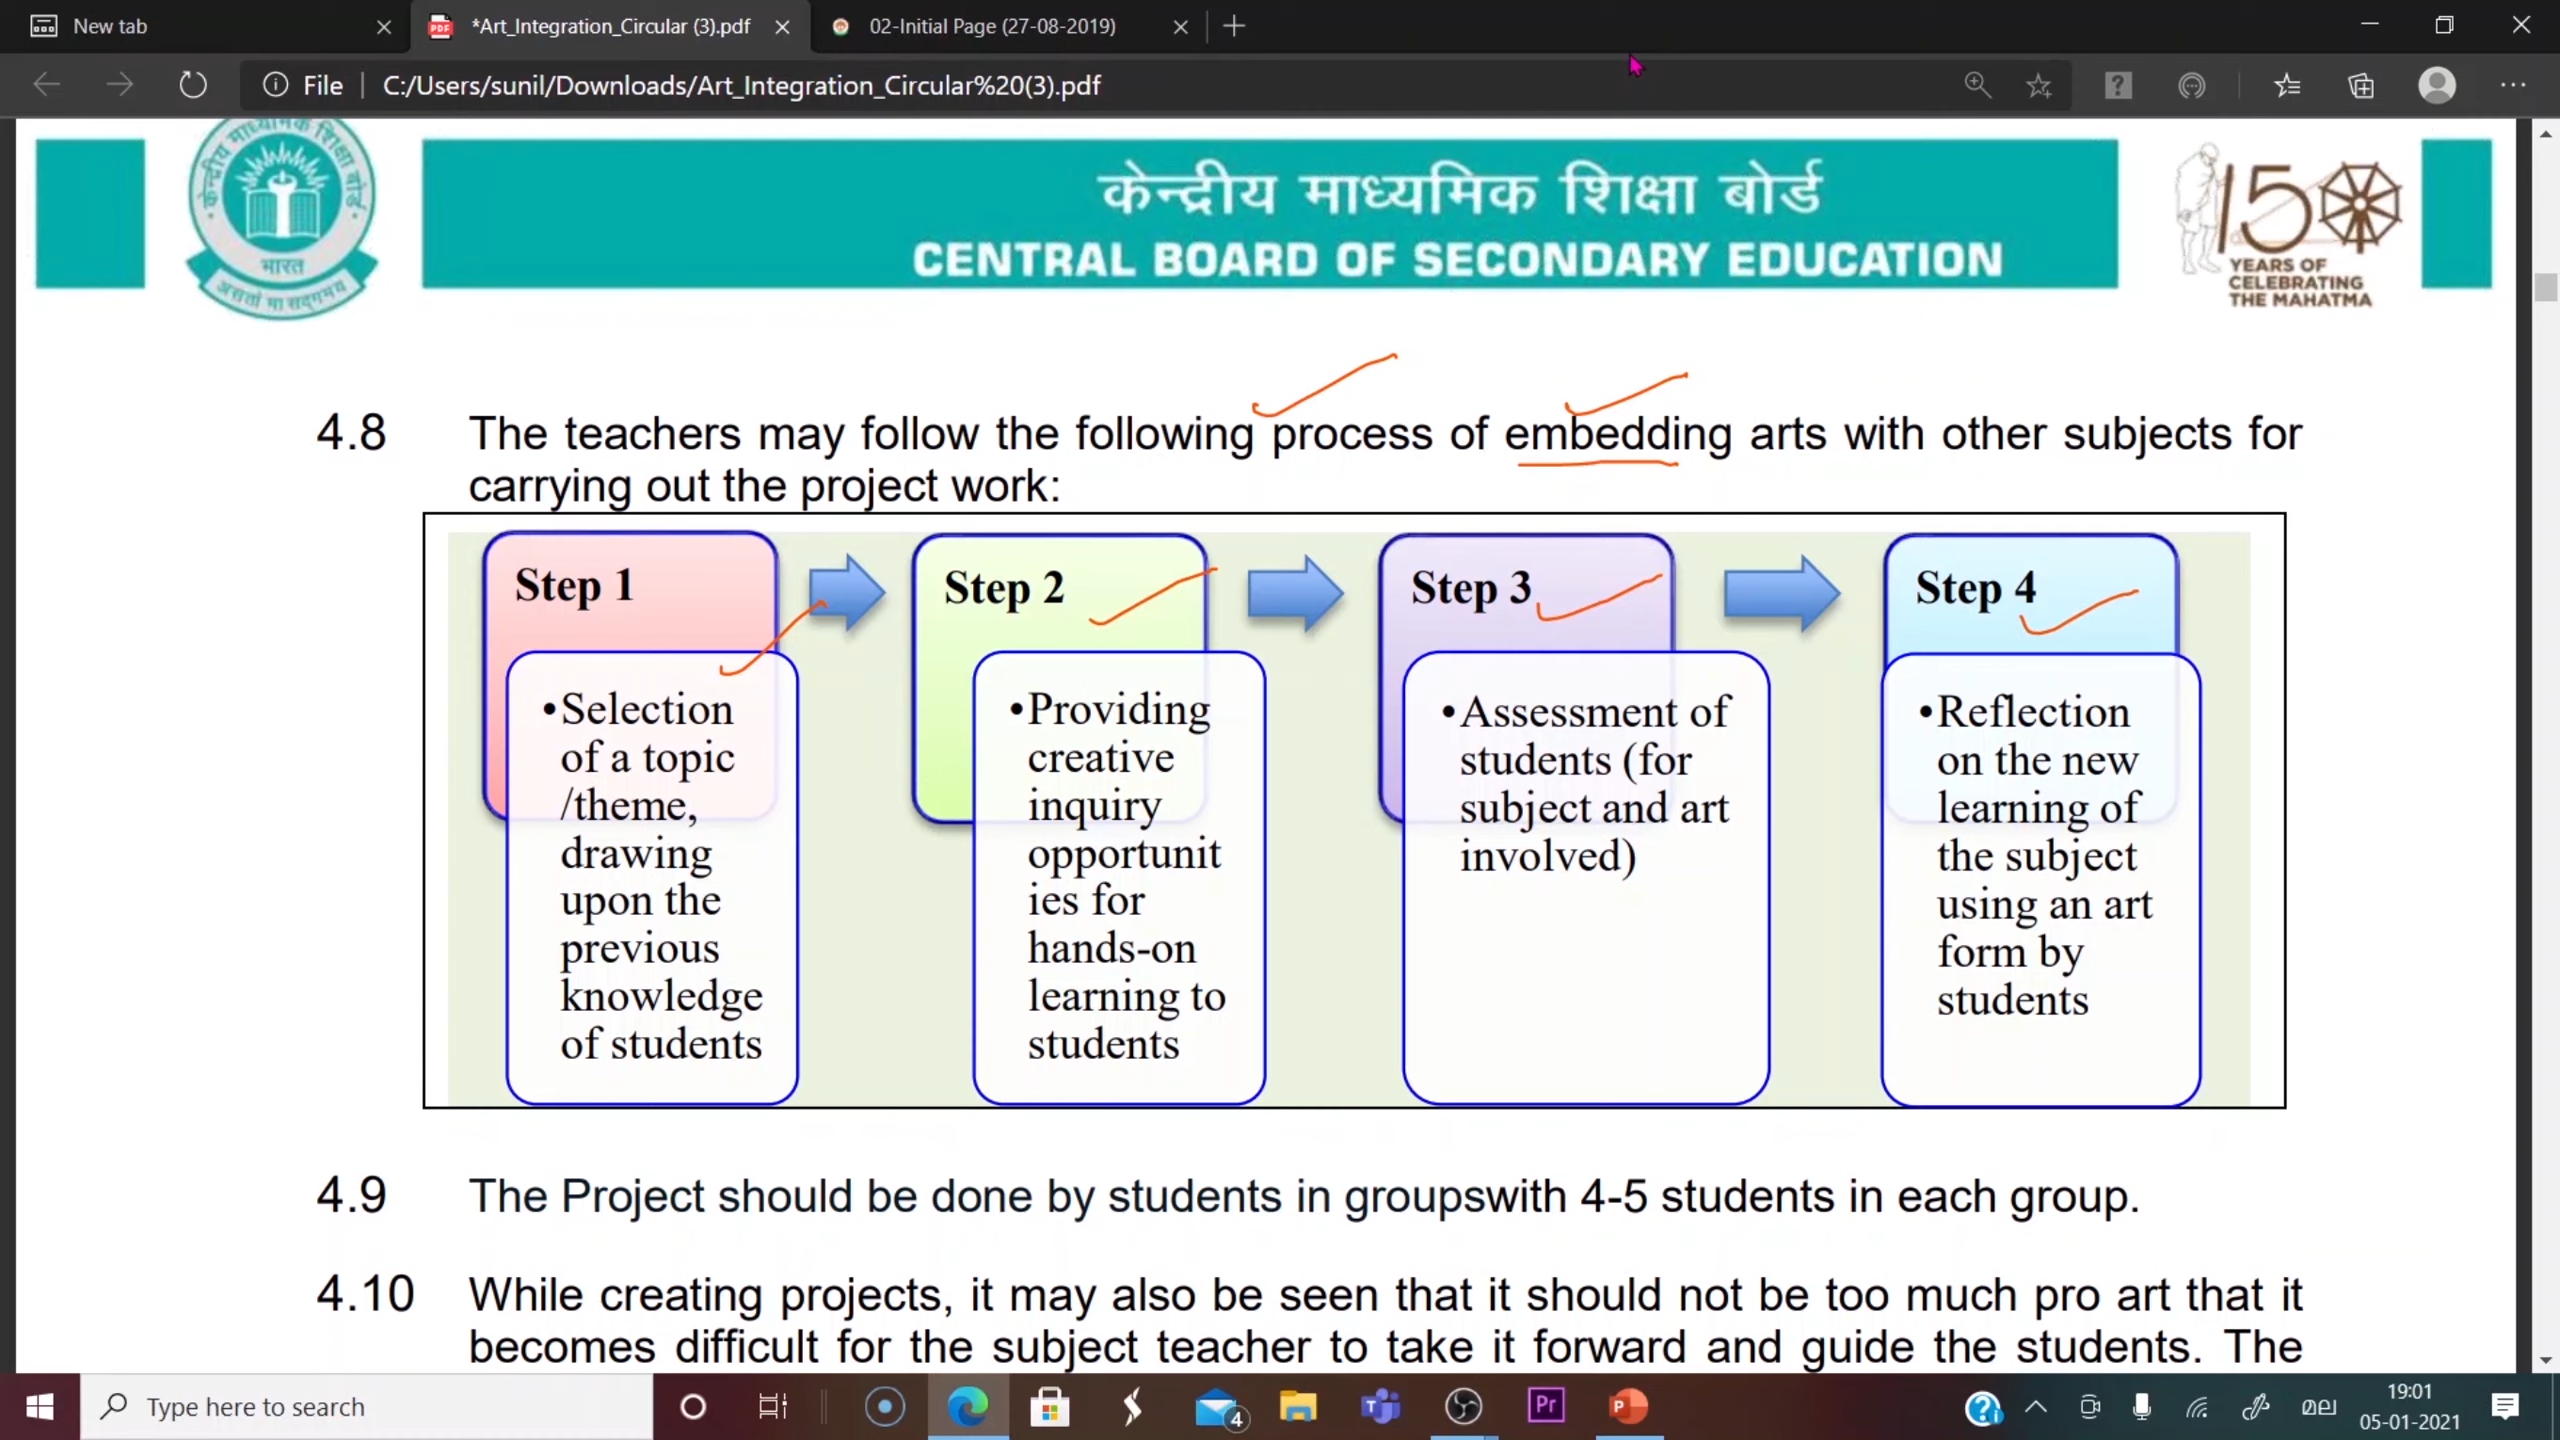 New tab
*Art_Integration_Circular (3).pdf
02-Initial Page (27-08-2019)
File
C:/Users/sunil/Downloads/Art_Integration_Circular%20(3).pdf
केन्द्रीय माध्यमिक शिक्षा बोर्ड
भारत
असतो मा सद्गमय
केन्द्रीय माध्यमिक शिक्षा बोर्ड
CENTRAL BOARD OF SECONDARY EDUCATION
150
YEARS OF
CELEBRATING
THE MAHATMA
4.8 The teachers may follow the following process of embedding arts with other subjects for
carrying out the project work:
Step 1
•Selection
of a topic
/theme,
drawing
upon the
previous
knowledge
of students
Step 2
•Providing
creative
inquiry
opportunit
ies for
hands-on
learning to
students
Step 3
•Assessment of
students (for
subject and art
involved)
Step 4
•Reflection
on the new
learning of
the subject
using an art
form by
students
4.9 The Project should be done by students in groupswith 4-5 students in each group.
4.10 While creating projects, it may also be seen that it should not be too much pro art that it
becomes difficult for the subject teacher to take it forward and guide the students. The
Type here to search
4
Pr
P
മല
19:01
05-01-2021